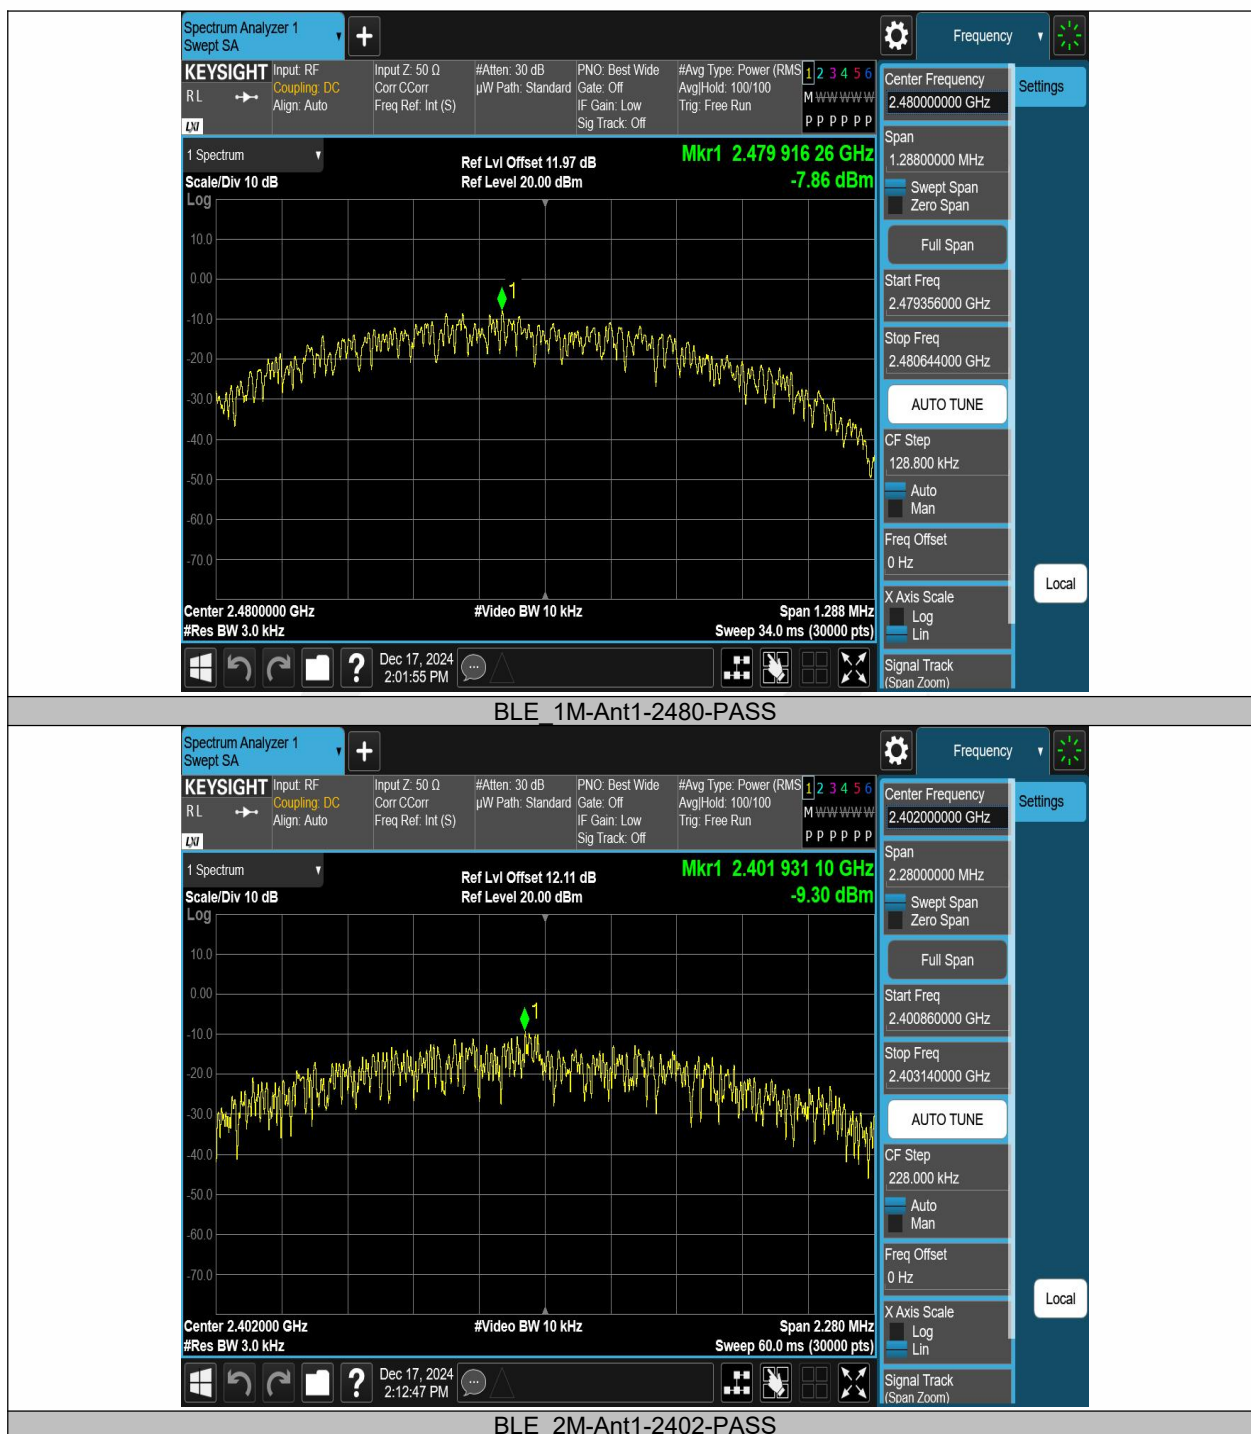 Spectrum Analyzer 1
Swept SA
+
Frequency
KEYSIGHT
RL
LXI
Input: RF
Coupling: DC
Align: Auto
Input Z: 50 Ω
Corr CCorr
Freq Ref: Int (S)
#Atten: 30 dB
µW Path: Standard
PNO: Best Wide
Gate: Off
IF Gain: Low
Sig Track: Off
#Avg Type: Power (RMS
Avg|Hold: 100/100
Trig: Free Run
1 2 3 4 5 6
M W W W W W
P P P P P P
Center Frequency
2.480000000 GHz
Settings
Span
1.28800000 MHz
Swept Span
Zero Span
Full Span
Start Freq
2.479356000 GHz
Stop Freq
2.480644000 GHz
AUTO TUNE
CF Step
128.800 kHz
Auto
Man
Freq Offset
0 Hz
X Axis Scale
Log
Lin
Signal Track
(Span Zoom)
Local
1 Spectrum
Scale/Div 10 dB
Log
Ref Lvl Offset 11.97 dB
Ref Level 20.00 dBm
Mkr1 2.479 916 26 GHz
-7.86 dBm
1
10.0
0.00
-10.0
-20.0
-30.0
-40.0
-50.0
-60.0
-70.0
Center 2.4800000 GHz
#Res BW 3.0 kHz
#Video BW 10 kHz
Span 1.288 MHz
Sweep 34.0 ms (30000 pts)
?
Dec 17, 2024
2:01:55 PM
BLE_1M-Ant1-2480-PASS
Spectrum Analyzer 1
Swept SA
+
Frequency
KEYSIGHT
RL
LXI
Input: RF
Coupling: DC
Align: Auto
Input Z: 50 Ω
Corr CCorr
Freq Ref: Int (S)
#Atten: 30 dB
µW Path: Standard
PNO: Best Wide
Gate: Off
IF Gain: Low
Sig Track: Off
#Avg Type: Power (RMS
Avg|Hold: 100/100
Trig: Free Run
1 2 3 4 5 6
M W W W W W
P P P P P P
Center Frequency
2.402000000 GHz
Settings
Span
2.28000000 MHz
Swept Span
Zero Span
Full Span
Start Freq
2.400860000 GHz
Stop Freq
2.403140000 GHz
AUTO TUNE
CF Step
228.000 kHz
Auto
Man
Freq Offset
0 Hz
X Axis Scale
Log
Lin
Signal Track
(Span Zoom)
Local
1 Spectrum
Scale/Div 10 dB
Log
Ref Lvl Offset 12.11 dB
Ref Level 20.00 dBm
Mkr1 2.401 931 10 GHz
-9.30 dBm
1
10.0
0.00
-10.0
-20.0
-30.0
-40.0
-50.0
-60.0
-70.0
Center 2.402000 GHz
#Res BW 3.0 kHz
#Video BW 10 kHz
Span 2.280 MHz
Sweep 60.0 ms (30000 pts)
?
Dec 17, 2024
2:12:47 PM
BLE_2M-Ant1-2402-PASS